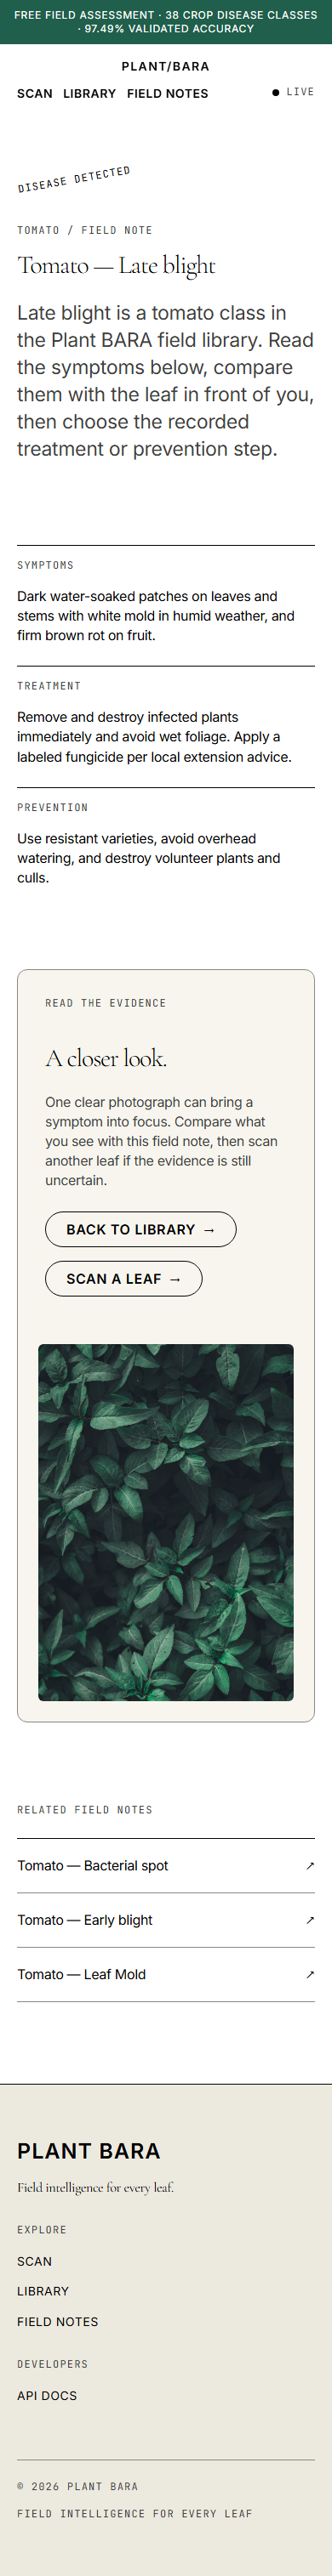 FREE FIELD ASSESSMENT · 38 CROP DISEASE CLASSES
· 97.49% VALIDATED ACCURACY
PLANT/BARA
SCAN LIBRARY FIELD NOTES
● LIVE
DISEASE DETECTED
TOMATO / FIELD NOTE
Tomato — Late blight
Late blight is a tomato class in
the Plant BARA field library. Read
the symptoms below, compare
them with the leaf in front of you,
then choose the recorded
treatment or prevention step.
SYMPTOMS
Dark water-soaked patches on leaves and
stems with white mold in humid weather, and
firm brown rot on fruit.
TREATMENT
Remove and destroy infected plants
immediately and avoid wet foliage. Apply a
labeled fungicide per local extension advice.
PREVENTION
Use resistant varieties, avoid overhead
watering, and destroy volunteer plants and
culls.
READ THE EVIDENCE
A closer look.
One clear photograph can bring a
symptom into focus. Compare what
you see with this field note, then scan
another leaf if the evidence is still
uncertain.
BACK TO LIBRARY →
SCAN A LEAF →
RELATED FIELD NOTES
Tomato — Bacterial spot ↗
Tomato — Early blight ↗
Tomato — Leaf Mold ↗
PLANT BARA
Field intelligence for every leaf.
EXPLORE
SCAN
LIBRARY
FIELD NOTES
DEVELOPERS
API DOCS
© 2026 PLANT BARA
FIELD INTELLIGENCE FOR EVERY LEAF